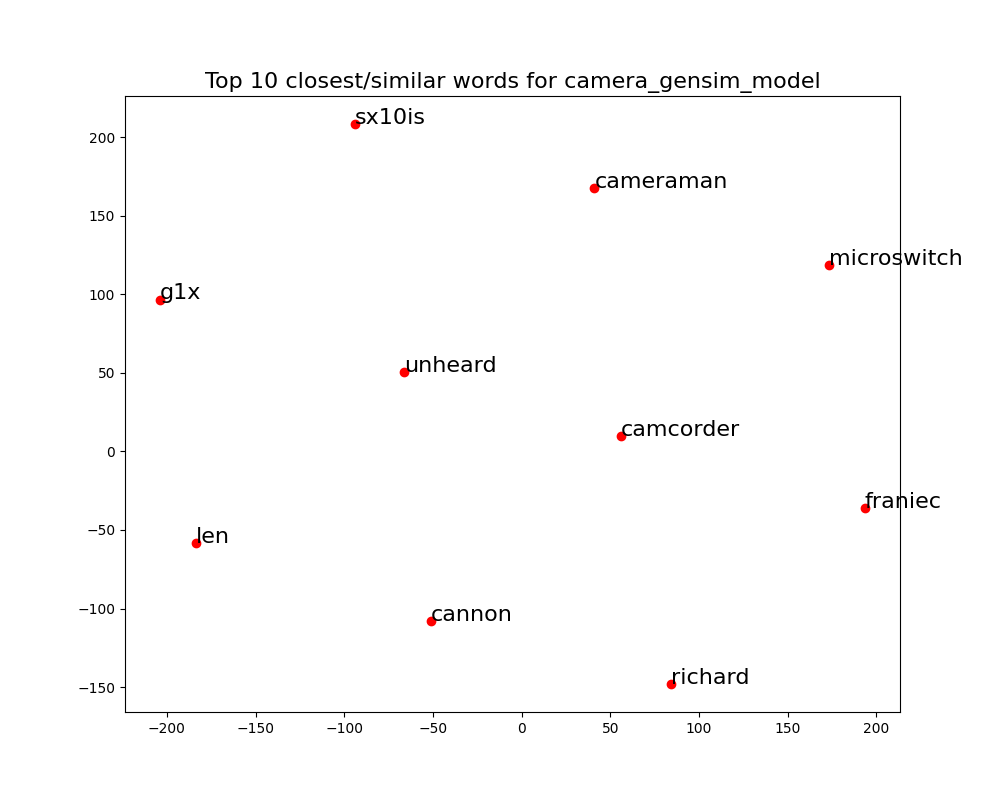 Top 10 closest/similar words for camera_gensim_model
sx10is
cameraman
microswitch
g1x
unheard
camcorder
franiec
len
cannon
richard
200
150
100
50
0
−50
−100
−150
−200 −150 −100 −50 0 50 100 150 200